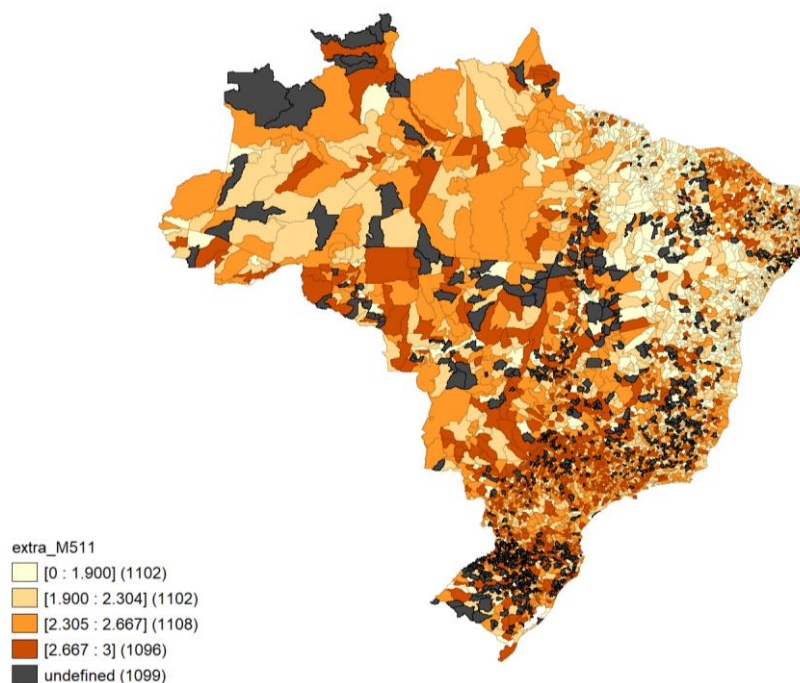 extra_M511
[0 : 1.900] (1102)
[1.900 : 2.304] (1102)
[2.305 : 2.667] (1108)
[2.667 : 3] (1096)
undefined (1099)